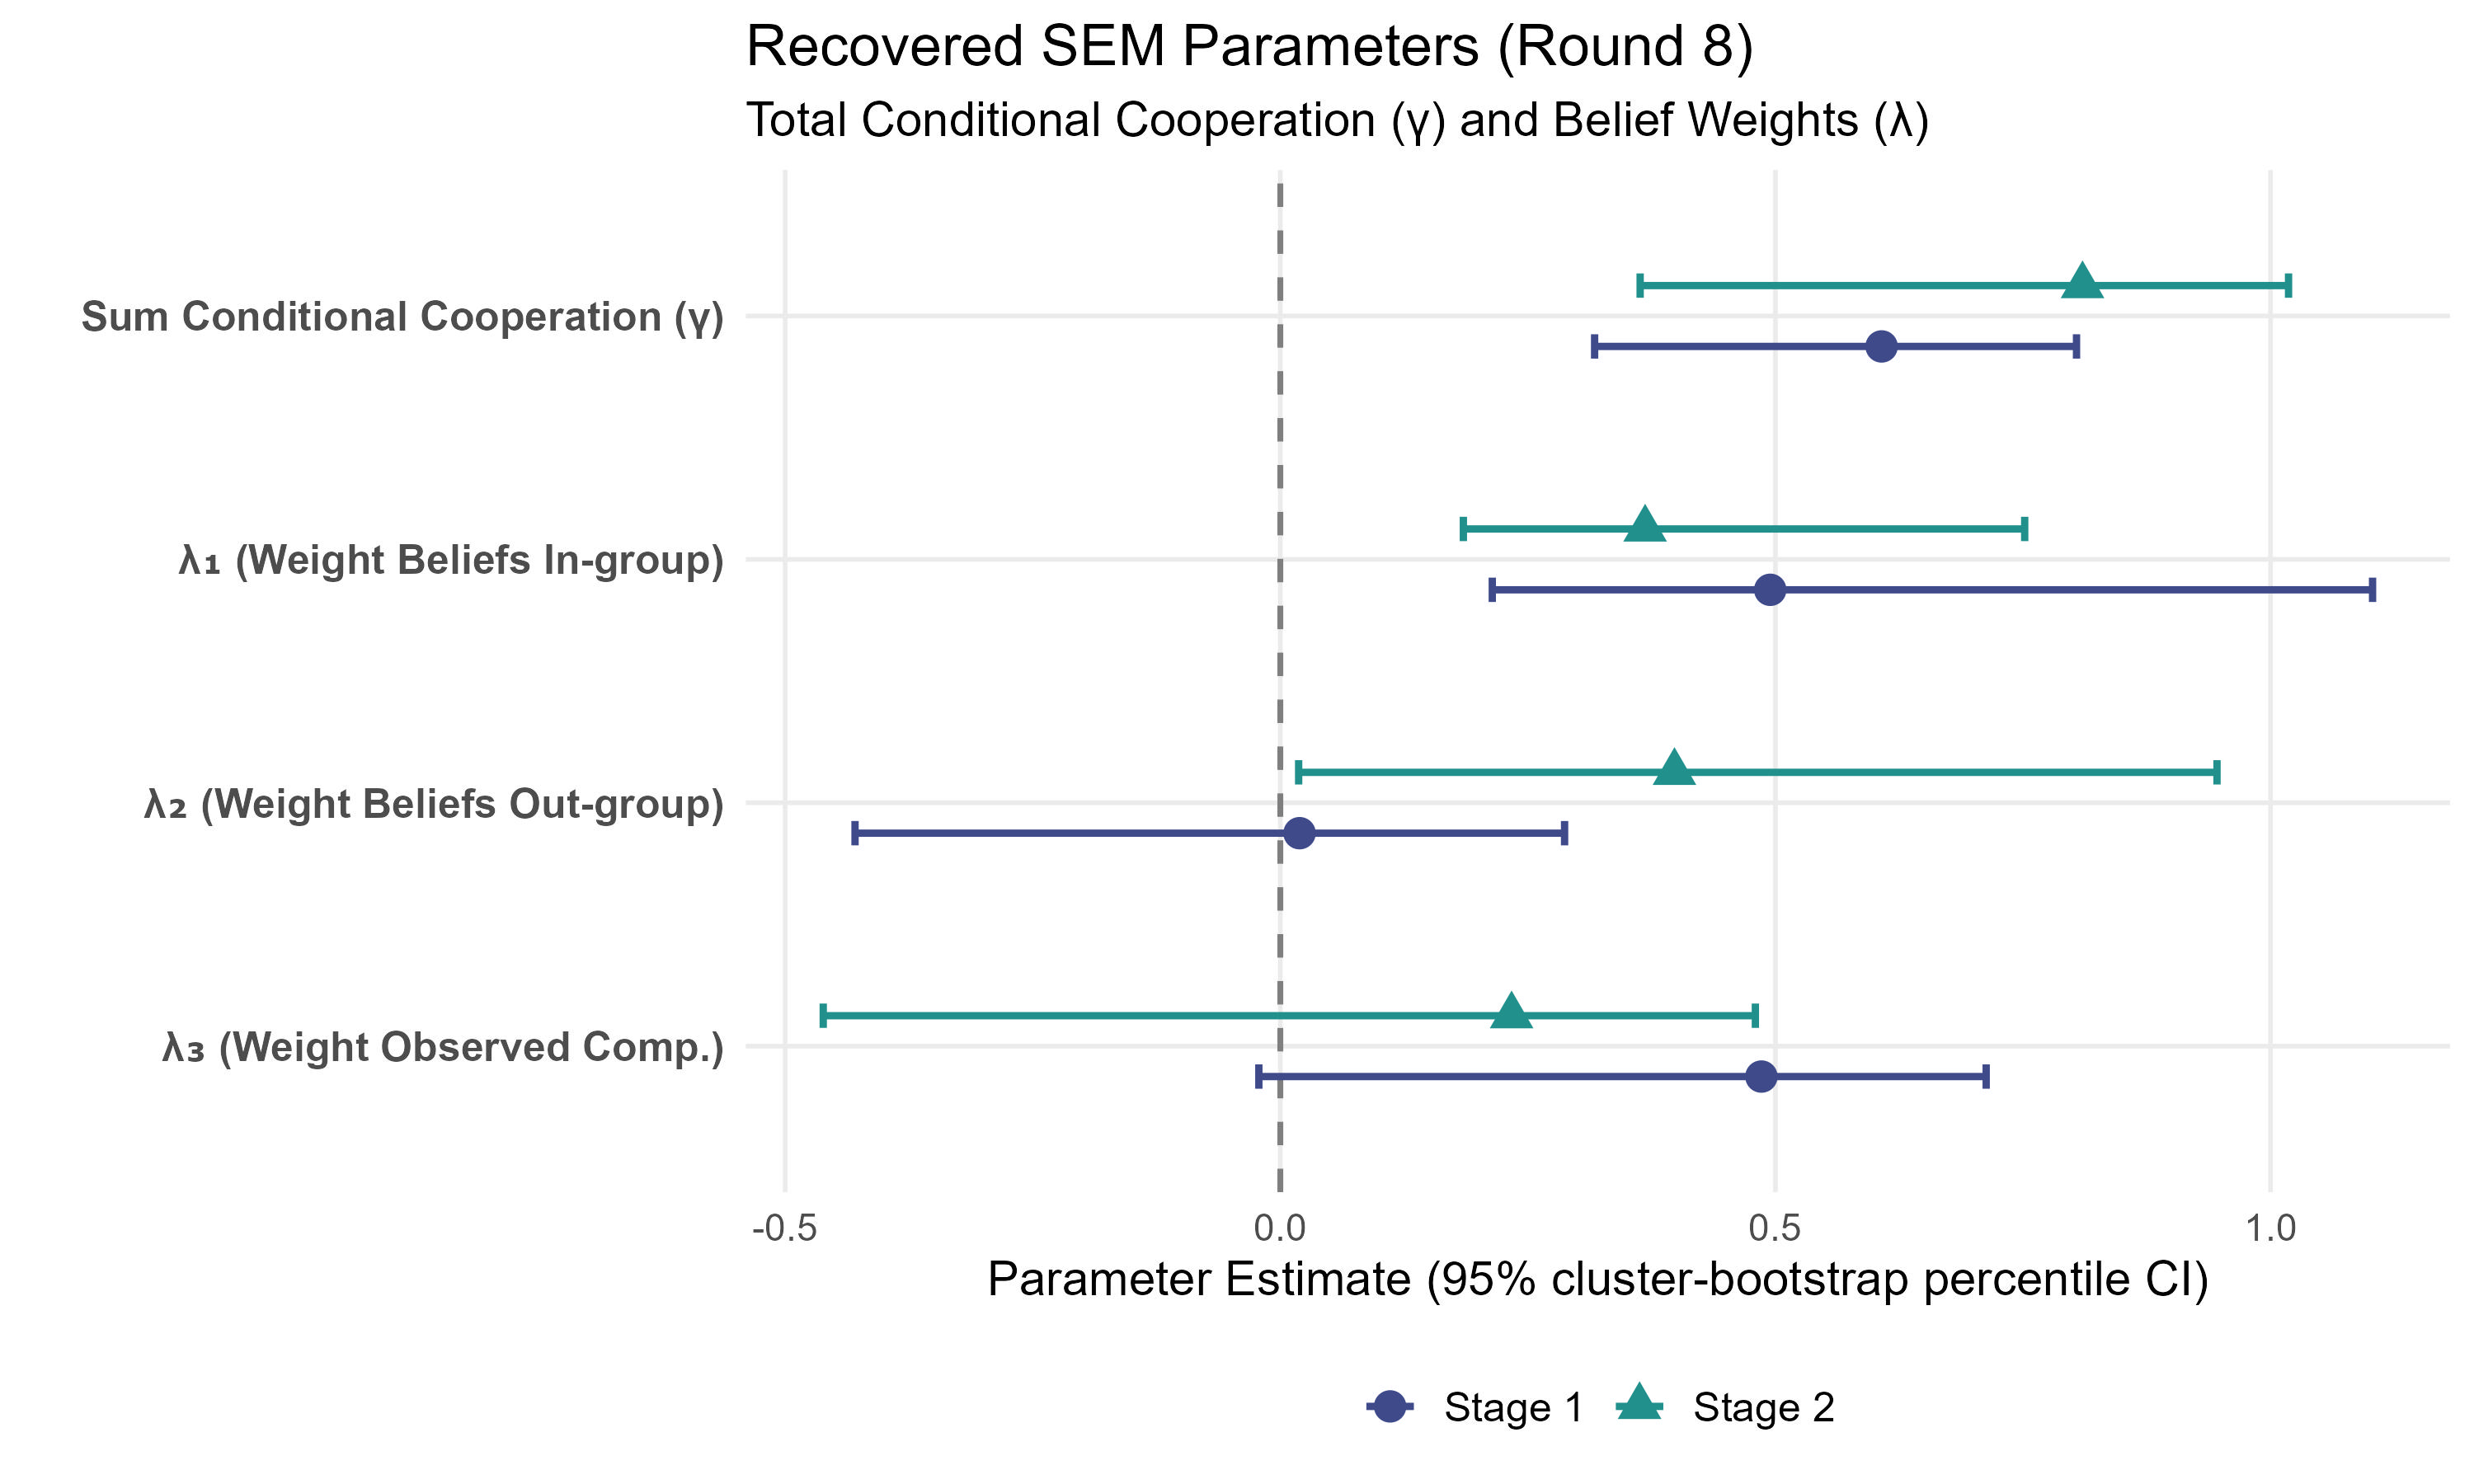 Recovered SEM Parameters (Round 8)
Total Conditional Cooperation (γ) and Belief Weights (λ)
Sum Conditional Cooperation (γ)
λ₁ (Weight Beliefs In-group)
λ₂ (Weight Beliefs Out-group)
λ₃ (Weight Observed Comp.)
-0.5 0.0 0.5 1.0
Parameter Estimate (95% cluster-bootstrap percentile CI)
Stage 1 Stage 2